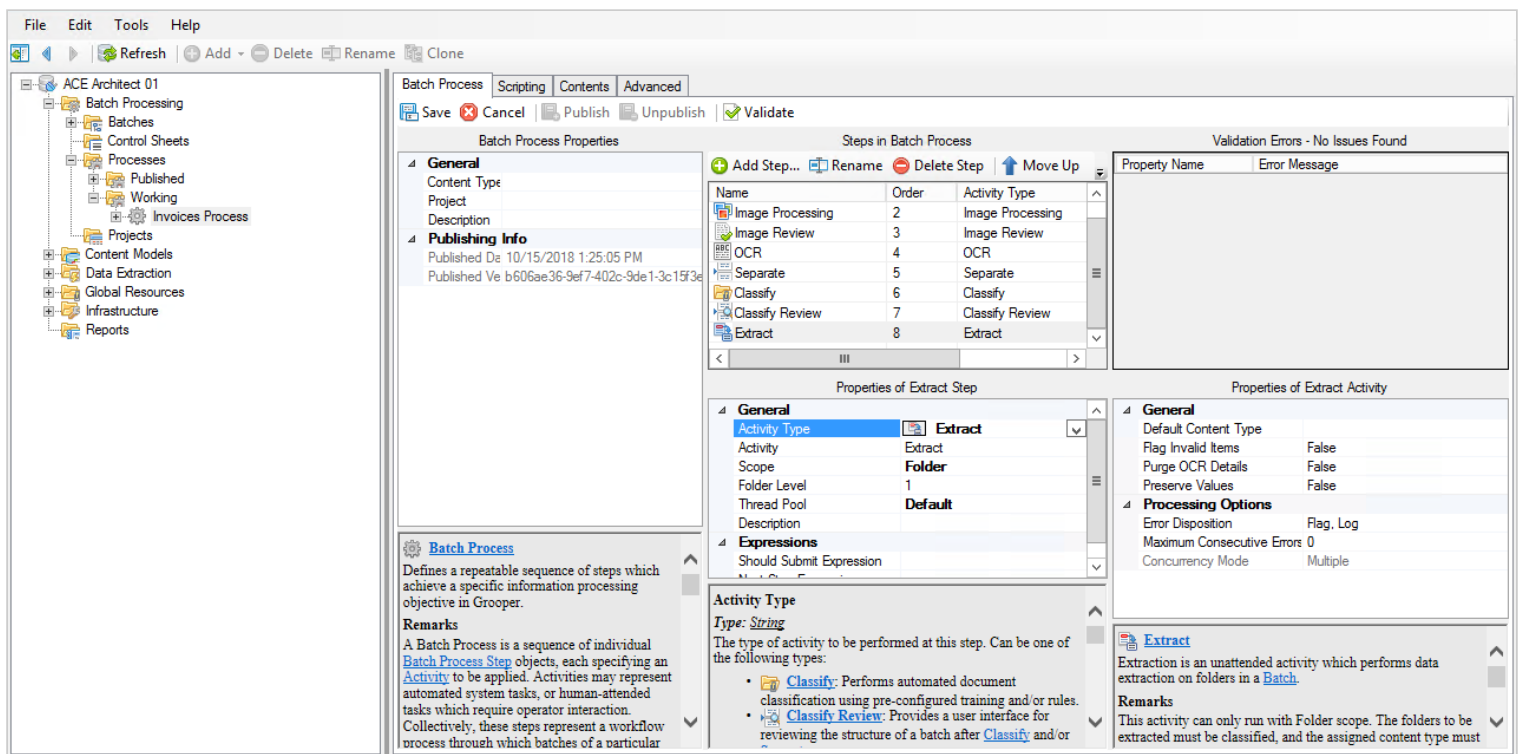 File Edit Tools Help
Refresh Add Delete Rename Clone
ACE Architect 01
Batch Processing
Batches
Control Sheets
Processes
Published
Working
Invoices Process
Projects
Content Models
Data Extraction
Global Resources
Infrastructure
Reports
Batch Process Scripting Contents Advanced
Save Cancel Publish Unpublish Validate
Batch Process Properties
General
Content Type
Project
Description
Publishing Info
Published Da 10/15/2018 1:25:05 PM
Published Ve b606ae36-9ef7-402c-9de1-3c15f3e
Batch Process
Defines a repeatable sequence of steps which
achieve a specific information processing
objective in Grooper.
Remarks
A Batch Process is a sequence of individual
Batch Process Step objects, each specifying an
Activity to be applied. Activities may represent
automated system tasks, or human-attended
tasks which require operator interaction.
Collectively, these steps represent a workflow
process through which batches of a particular
Steps in Batch Process
Add Step... Rename Delete Step Move Up
Name Order Activity Type
Image Processing 2 Image Processing
Image Review 3 Image Review
ABC
OCR 4 OCR
Separate 5 Separate
Classify 6 Classify
Classify Review 7 Classify Review
Extract 8 Extract
Properties of Extract Step
General
Activity Type Extract
Activity Extract
Scope Folder
Folder Level 1
Thread Pool Default
Description
Expressions
Should Submit Expression
Activity Type
Type: String
The type of activity to be performed at this step. Can be one of
the following types:
• Classify: Performs automated document
classification using pre-configured training and/or rules.
• Classify Review: Provides a user interface for
reviewing the structure of a batch after Classify and/or
Validation Errors - No Issues Found
Property Name Error Message
Properties of Extract Activity
General
Default Content Type
Flag Invalid Items False
Purge OCR Details False
Preserve Values False
Processing Options
Error Disposition Flag, Log
Maximum Consecutive Errors 0
Concurrency Mode Multiple
Extract
Extraction is an unattended activity which performs data
extraction on folders in a Batch.
Remarks
This activity can only run with Folder scope. The folders to be
extracted must be classified, and the assigned content type must